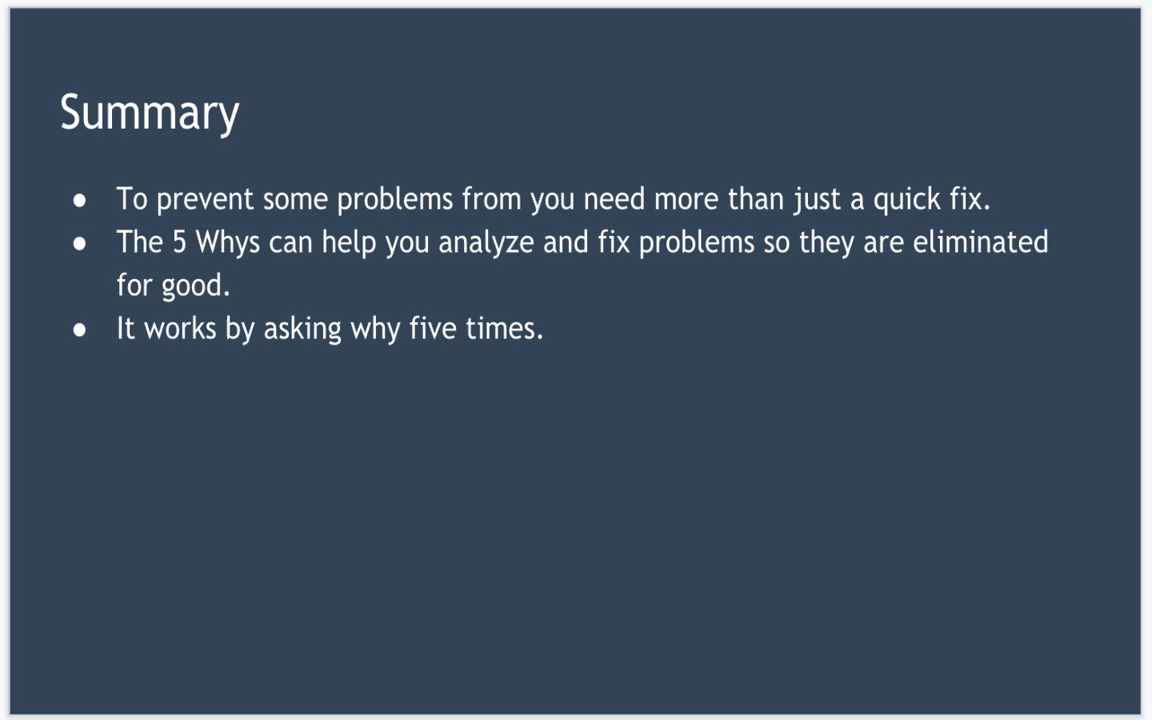 Summary
● To prevent some problems from you need more than just a quick fix.
● The 5 Whys can help you analyze and fix problems so they are eliminated
for good.
● It works by asking why five times.